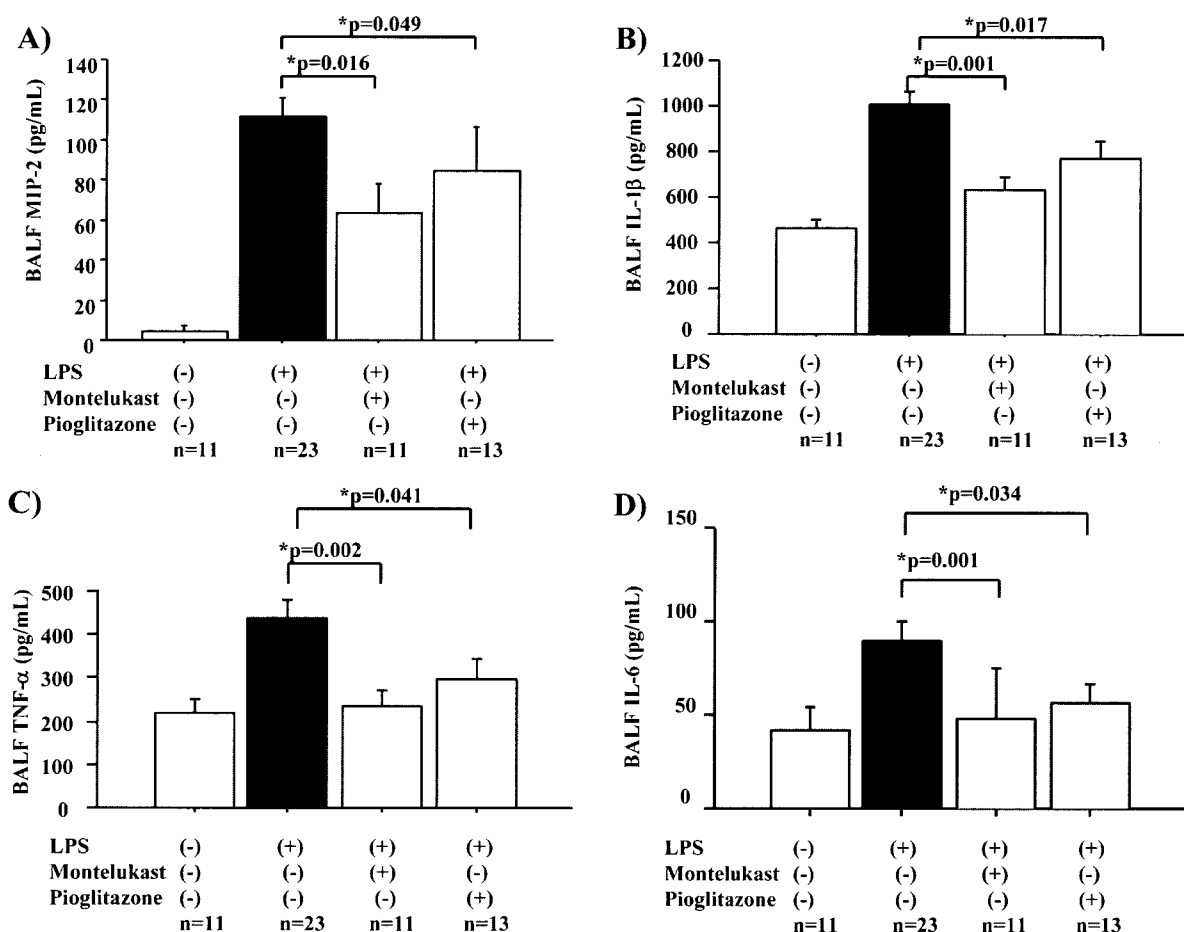 A)
*p=0.049
*p=0.016
BALF MIP-2 (pg/mL)
140
120
100
80
60
40
20
0
LPS (-) (+) (+) (+)
Montelukast (-) (-) (+) (-)
Pioglitazone (-) (-) (-) (+)
n=11 n=23 n=11 n=13
B)
*p=0.017
*p=0.001
BALF IL-1β (pg/mL)
1200
1000
800
600
400
200
0
LPS (-) (+) (+) (+)
Montelukast (-) (-) (+) (-)
Pioglitazone (-) (-) (-) (+)
n=11 n=23 n=11 n=13
C)
*p=0.041
*p=0.002
BALF TNF-α (pg/mL)
500
400
300
200
100
0
LPS (-) (+) (+) (+)
Montelukast (-) (-) (+) (-)
Pioglitazone (-) (-) (-) (+)
n=11 n=23 n=11 n=13
D)
*p=0.034
*p=0.001
BALF IL-6 (pg/mL)
150
100
50
0
LPS (-) (+) (+) (+)
Montelukast (-) (-) (+) (-)
Pioglitazone (-) (-) (-) (+)
n=11 n=23 n=11 n=13